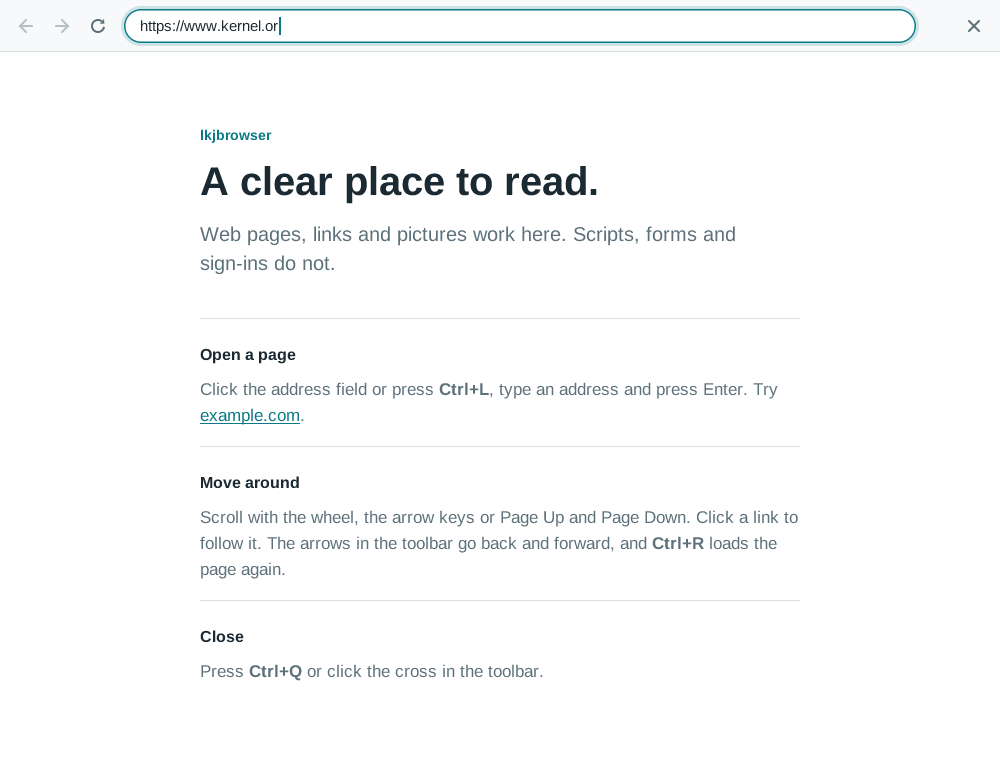 https://www.kernel.or
lkjbrowser
A clear place to read.
Web pages, links and pictures work here. Scripts, forms and
sign-ins do not.
Open a page
Click the address field or press Ctrl+L, type an address and press Enter. Try
example.com.
Move around
Scroll with the wheel, the arrow keys or Page Up and Page Down. Click a link to
follow it. The arrows in the toolbar go back and forward, and Ctrl+R loads the
page again.
Close
Press Ctrl+Q or click the cross in the toolbar.